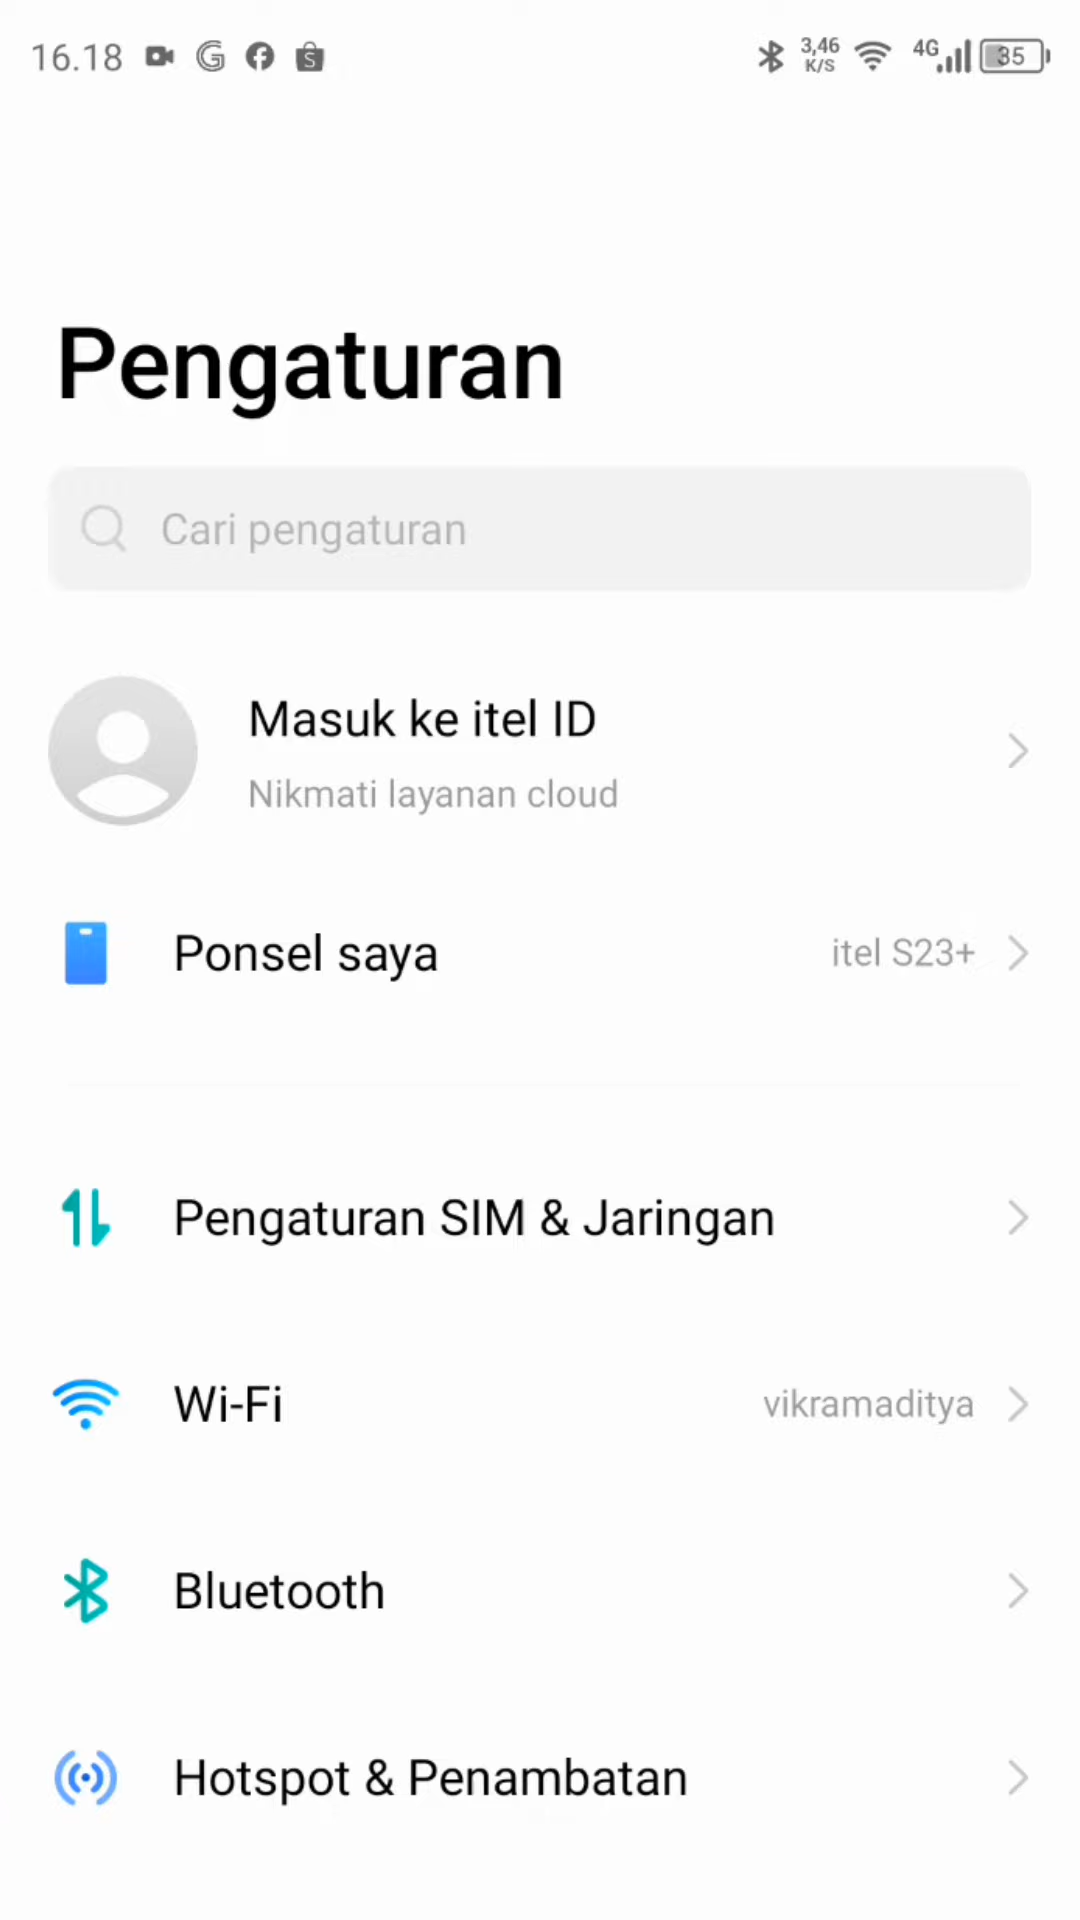 16.18
3,46
K/S
4G
35
Pengaturan
Cari pengaturan
Masuk ke itel ID
Nikmati layanan cloud
Ponsel saya
itel S23+
Pengaturan SIM & Jaringan
Wi-Fi
vikramaditya
Bluetooth
Hotspot & Penambatan